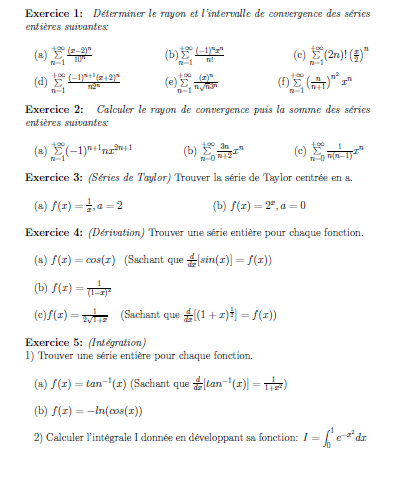 Exercice 1: Déterminer le rayon et l'intervalle de convergence des séries
entières suivantes:
(a) $\sum_{n=1}^{+\infty} \frac{(x-2)^n}{10^n}$ (b) $\sum_{n=1}^{+\infty} \frac{(-1)^n x^n}{n!}$ (c) $\sum_{n=1}^{+\infty} (2n)! \left(\frac{x}{2}\right)^n$
(d) $\sum_{n=1}^{+\infty} \frac{(-1)^{n+1}(x+2)^n}{n2^n}$ (e) $\sum_{n=1}^{+\infty} \frac{(x)^n}{n\sqrt{n}3^n}$ (f) $\sum_{n=1}^{+\infty} \left(\frac{n}{n+1}\right)^{n^2} x^n$
Exercice 2: Calculer le rayon de convergence puis la somme des séries
entières suivantes:
(a) $\sum_{n=1}^{+\infty} (-1)^{n+1} n x^{2n+1}$ (b) $\sum_{n=0}^{+\infty} \frac{3n}{n+2} x^n$ (c) $\sum_{n=0}^{+\infty} \frac{1}{n(n-1)} x^n$
Exercice 3: (Séries de Taylor) Trouver la série de Taylor centrée en a.
(a) $f(x) = \frac{1}{x}, a = 2$ (b) $f(x) = 2^x, a = 0$
Exercice 4: (Dérivation) Trouver une série entière pour chaque fonction.
(a) $f(x) = cos(x)$ (Sachant que $\frac{d}{dx}[sin(x)] = f(x)$)
(b) $f(x) = \frac{1}{(1-x)^2}$
(c) $f(x) = \frac{1}{2\sqrt{1+x}}$ (Sachant que $\frac{d}{dx}[(1+x)^{\frac{1}{2}}] = f(x)$)
Exercice 5: (Intégration)
1) Trouver une série entière pour chaque fonction.
(a) $f(x) = tan^{-1}(x)$ (Sachant que $\frac{d}{dx}[tan^{-1}(x)] = \frac{1}{1+x^2}$)
(b) $f(x) = -ln(cos(x))$
2) Calculer l'intégrale I donnée en développant sa fonction: $I = \int_0^1 e^{-x^2} dx$